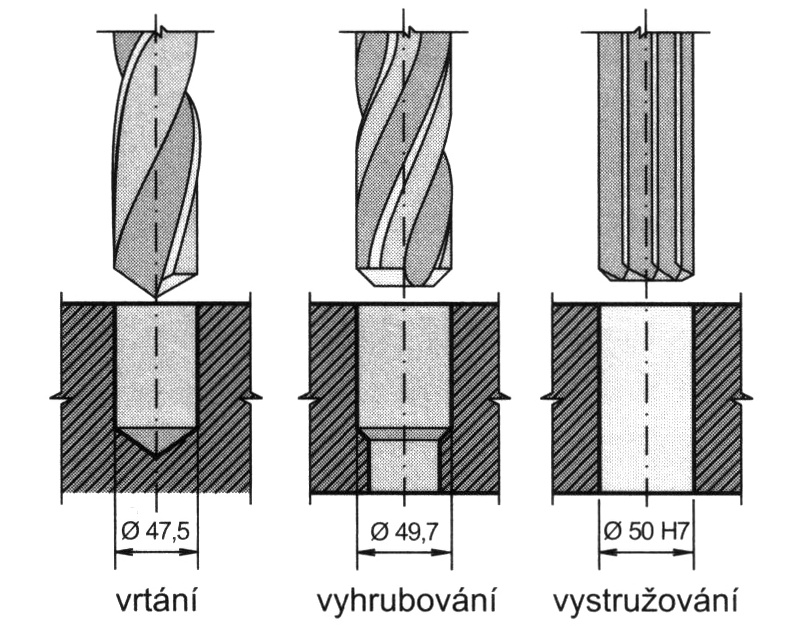 Ø 47,5
Ø 49,7
Ø 50 H7
vrtání
vyhrubování
vystružování